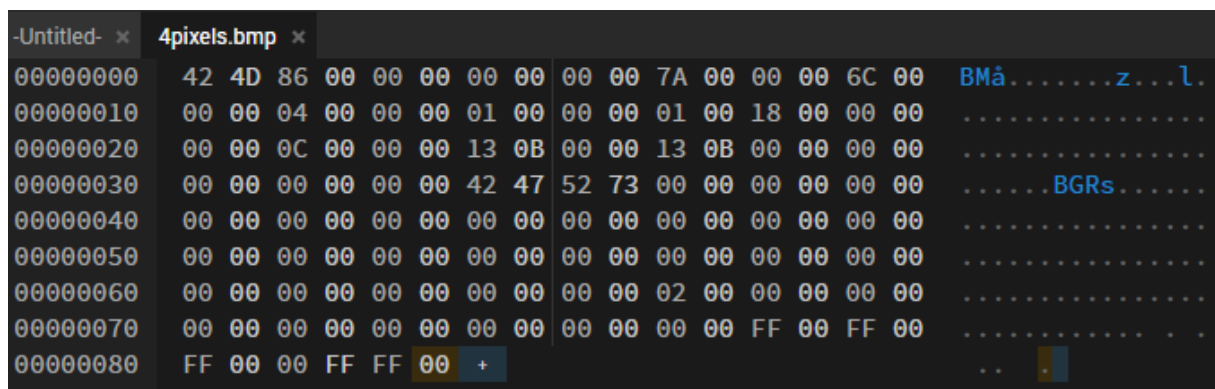 -Untitled- × 4pixels.bmp ×
00000000 42 4D 86 00 00 00 00 00 00 00 7A 00 00 00 6C 00 BMå.......z...l.
00000010 00 00 04 00 00 00 01 00 00 00 01 00 18 00 00 00 ................
00000020 00 00 0C 00 00 00 13 0B 00 00 13 0B 00 00 00 00 ................
00000030 00 00 00 00 00 00 42 47 52 73 00 00 00 00 00 00 ......BGRs......
00000040 00 00 00 00 00 00 00 00 00 00 00 00 00 00 00 00 ................
00000050 00 00 00 00 00 00 00 00 00 00 00 00 00 00 00 00 ................
00000060 00 00 00 00 00 00 00 00 00 00 02 00 00 00 00 00 ................
00000070 00 00 00 00 00 00 00 00 00 00 00 00 FF 00 FF 00 ............ . .
00000080 FF 00 00 FF FF 00 + .. .